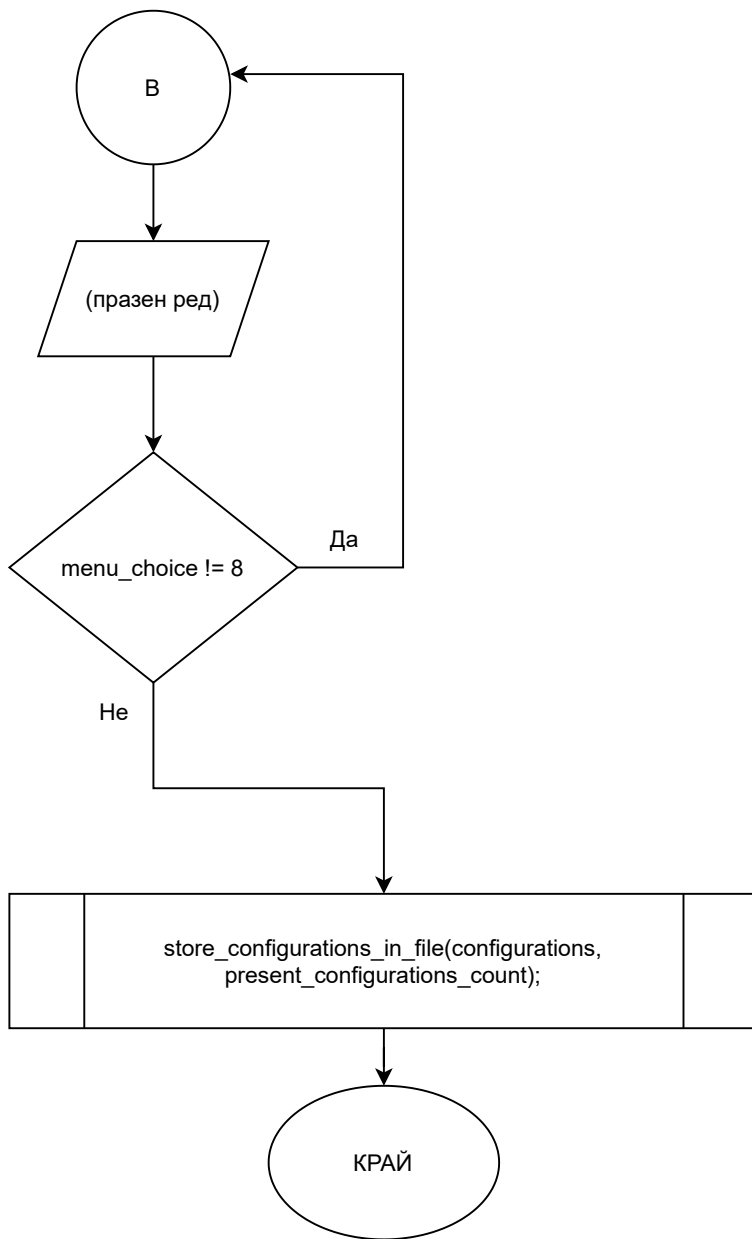 В
(празен ред)
Да
menu_choice != 8
Не
store_configurations_in_file(configurations,
present_configurations_count);
КРАЙ